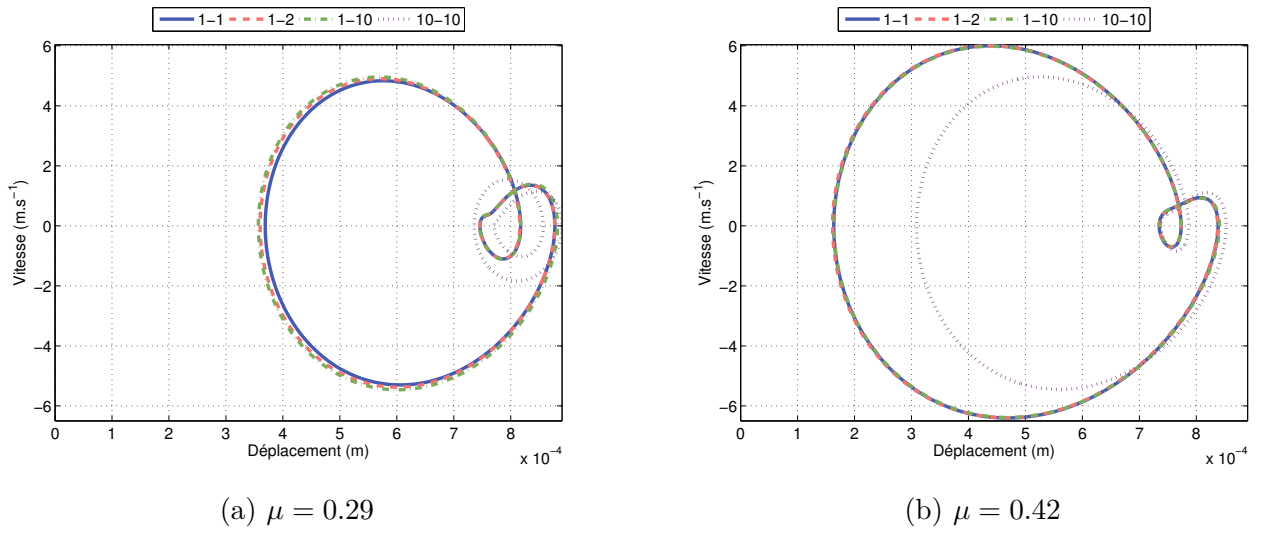 1−1 1−2 1−10 10−10
6
4
2
0
−2
−4
−6
Vitesse (m.s⁻¹)
0 1 2 3 4 5 6 7 8
Déplacement (m)
x 10⁻⁴
(a) μ = 0.29
1−1 1−2 1−10 10−10
6
4
2
0
−2
−4
−6
Vitesse (m.s⁻¹)
0 1 2 3 4 5 6 7 8
Déplacement (m)
x 10⁻⁴
(b) μ = 0.42